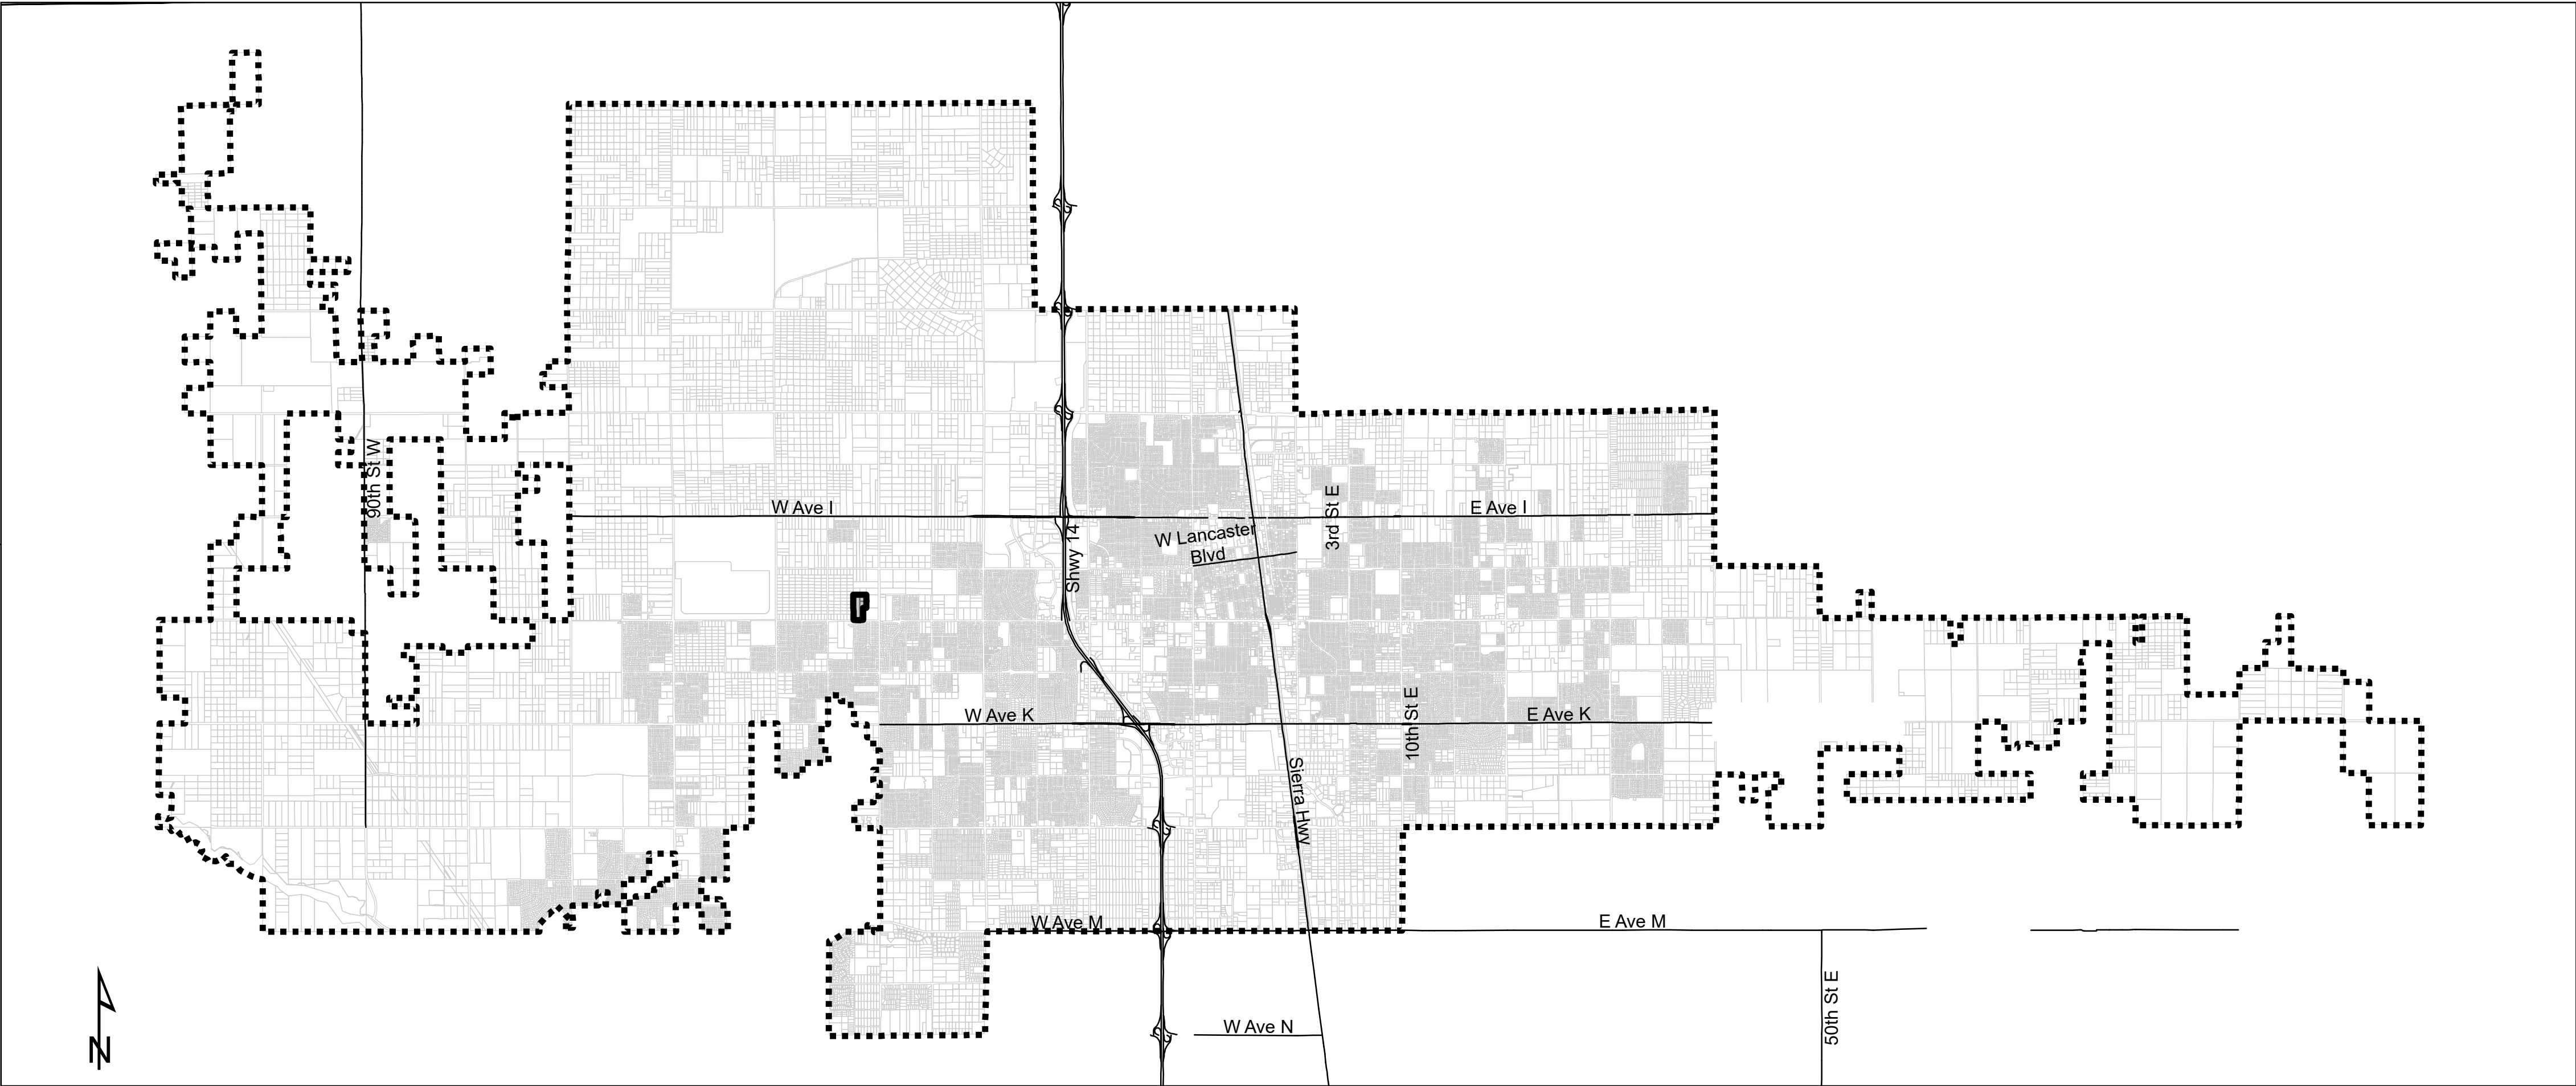 90th St W
W Ave I
E Ave I
3rd St E
W Lancaster
Blvd
Shwy 14
W Ave K
E Ave K
10th St E
Sierra Hwy
W Ave M
E Ave M
50th St E
W Ave N
N